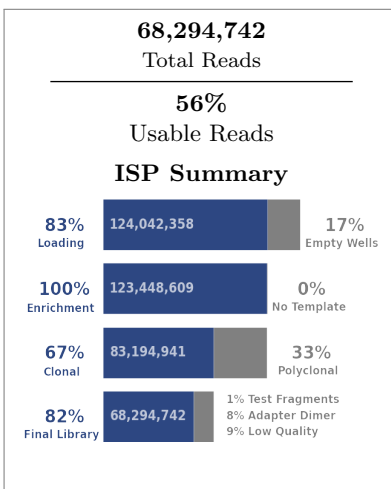 68,294,742
Total Reads
56%
Usable Reads
ISP Summary
83%
Loading
124,042,358
17%
Empty Wells
100%
Enrichment
123,448,609
0%
No Template
67%
Clonal
83,194,941
33%
Polyclonal
82%
Final Library
68,294,742
1% Test Fragments
8% Adapter Dimer
9% Low Quality